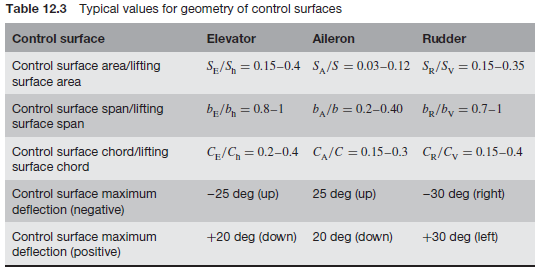 Table 12.3 Typical values for geometry of control surfaces
Control surface Elevator Aileron Rudder
Control surface area/lifting S_E/S_h = 0.15–0.4 S_A/S = 0.03–0.12 S_R/S_V = 0.15–0.35
surface area
Control surface span/lifting b_E/b_h = 0.8–1 b_A/b = 0.2–0.40 b_R/b_V = 0.7–1
surface span
Control surface chord/lifting C_E/C_h = 0.2–0.4 C_A/C = 0.15–0.3 C_R/C_V = 0.15–0.4
surface chord
Control surface maximum −25 deg (up) 25 deg (up) −30 deg (right)
deflection (negative)
Control surface maximum +20 deg (down) 20 deg (down) +30 deg (left)
deflection (positive)